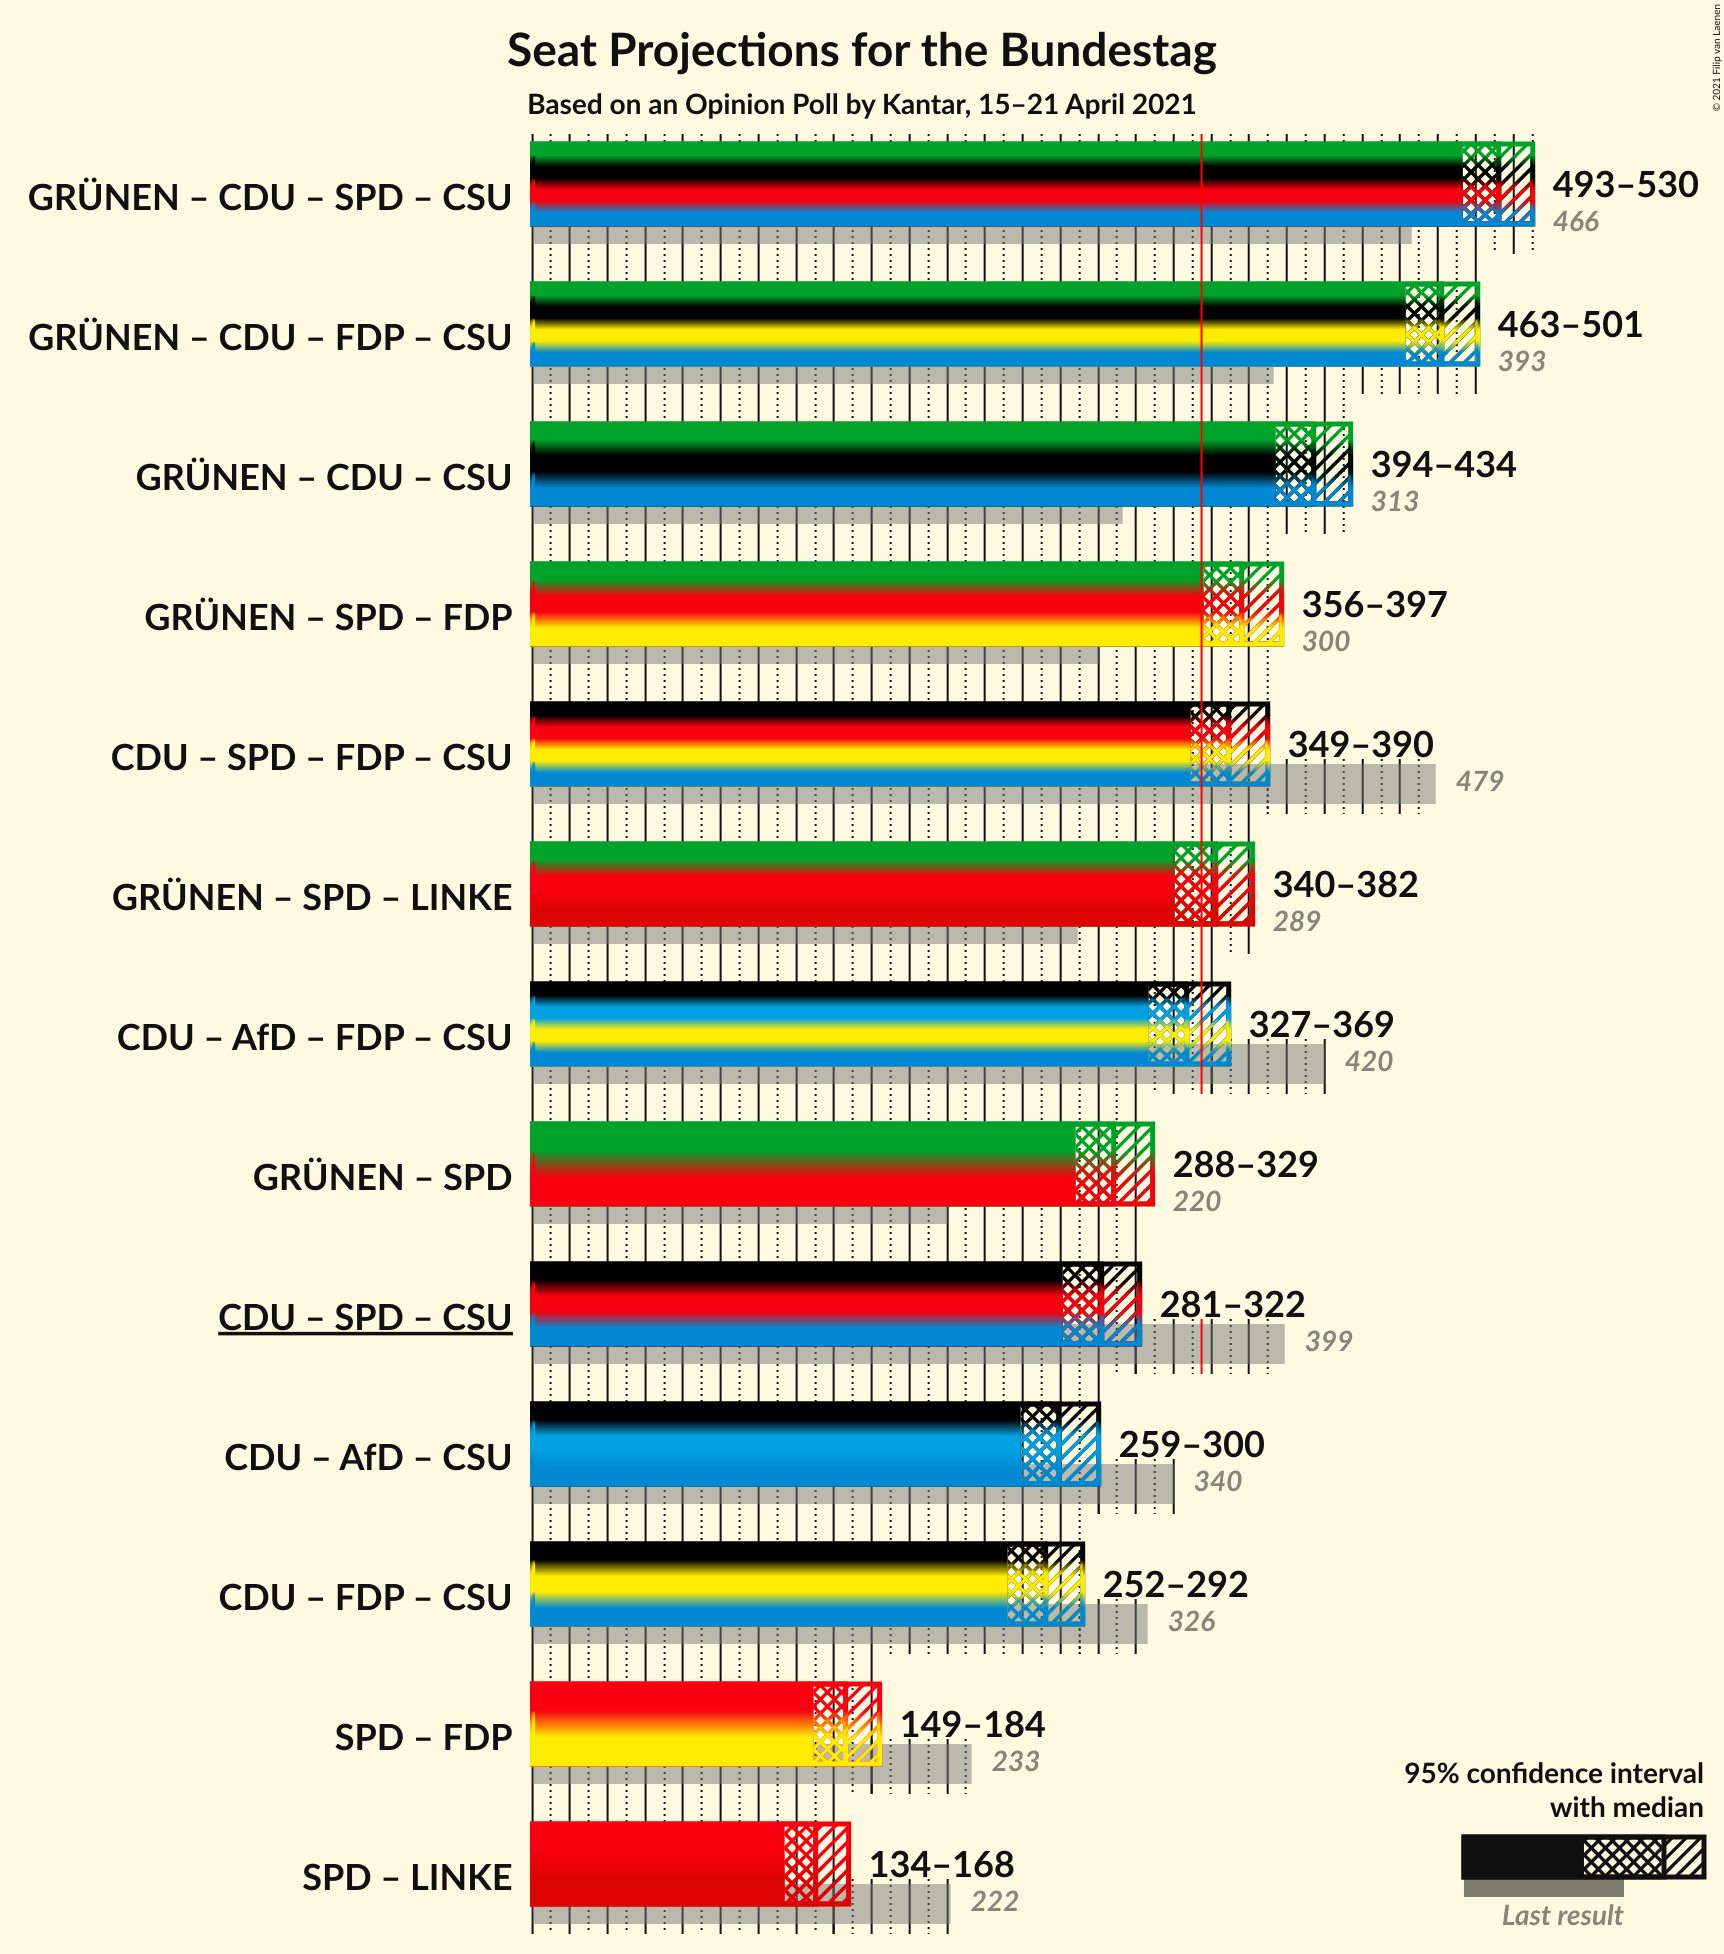 Seat Projections for the Bundestag
Based on an Opinion Poll by Kantar, 15–21 April 2021
© 2021 Filip van Laenen
GRÜNEN – CDU – SPD – CSU
493–530
466
GRÜNEN – CDU – FDP – CSU
463–501
393
GRÜNEN – CDU – CSU
394–434
313
GRÜNEN – SPD – FDP
356–397
300
CDU – SPD – FDP – CSU
349–390
479
GRÜNEN – SPD – LINKE
340–382
289
CDU – AfD – FDP – CSU
327–369
420
GRÜNEN – SPD
288–329
220
CDU – SPD – CSU
281–322
399
CDU – AfD – CSU
259–300
340
CDU – FDP – CSU
252–292
326
SPD – FDP
149–184
233
SPD – LINKE
134–168
222
95% confidence interval
with median
Last result